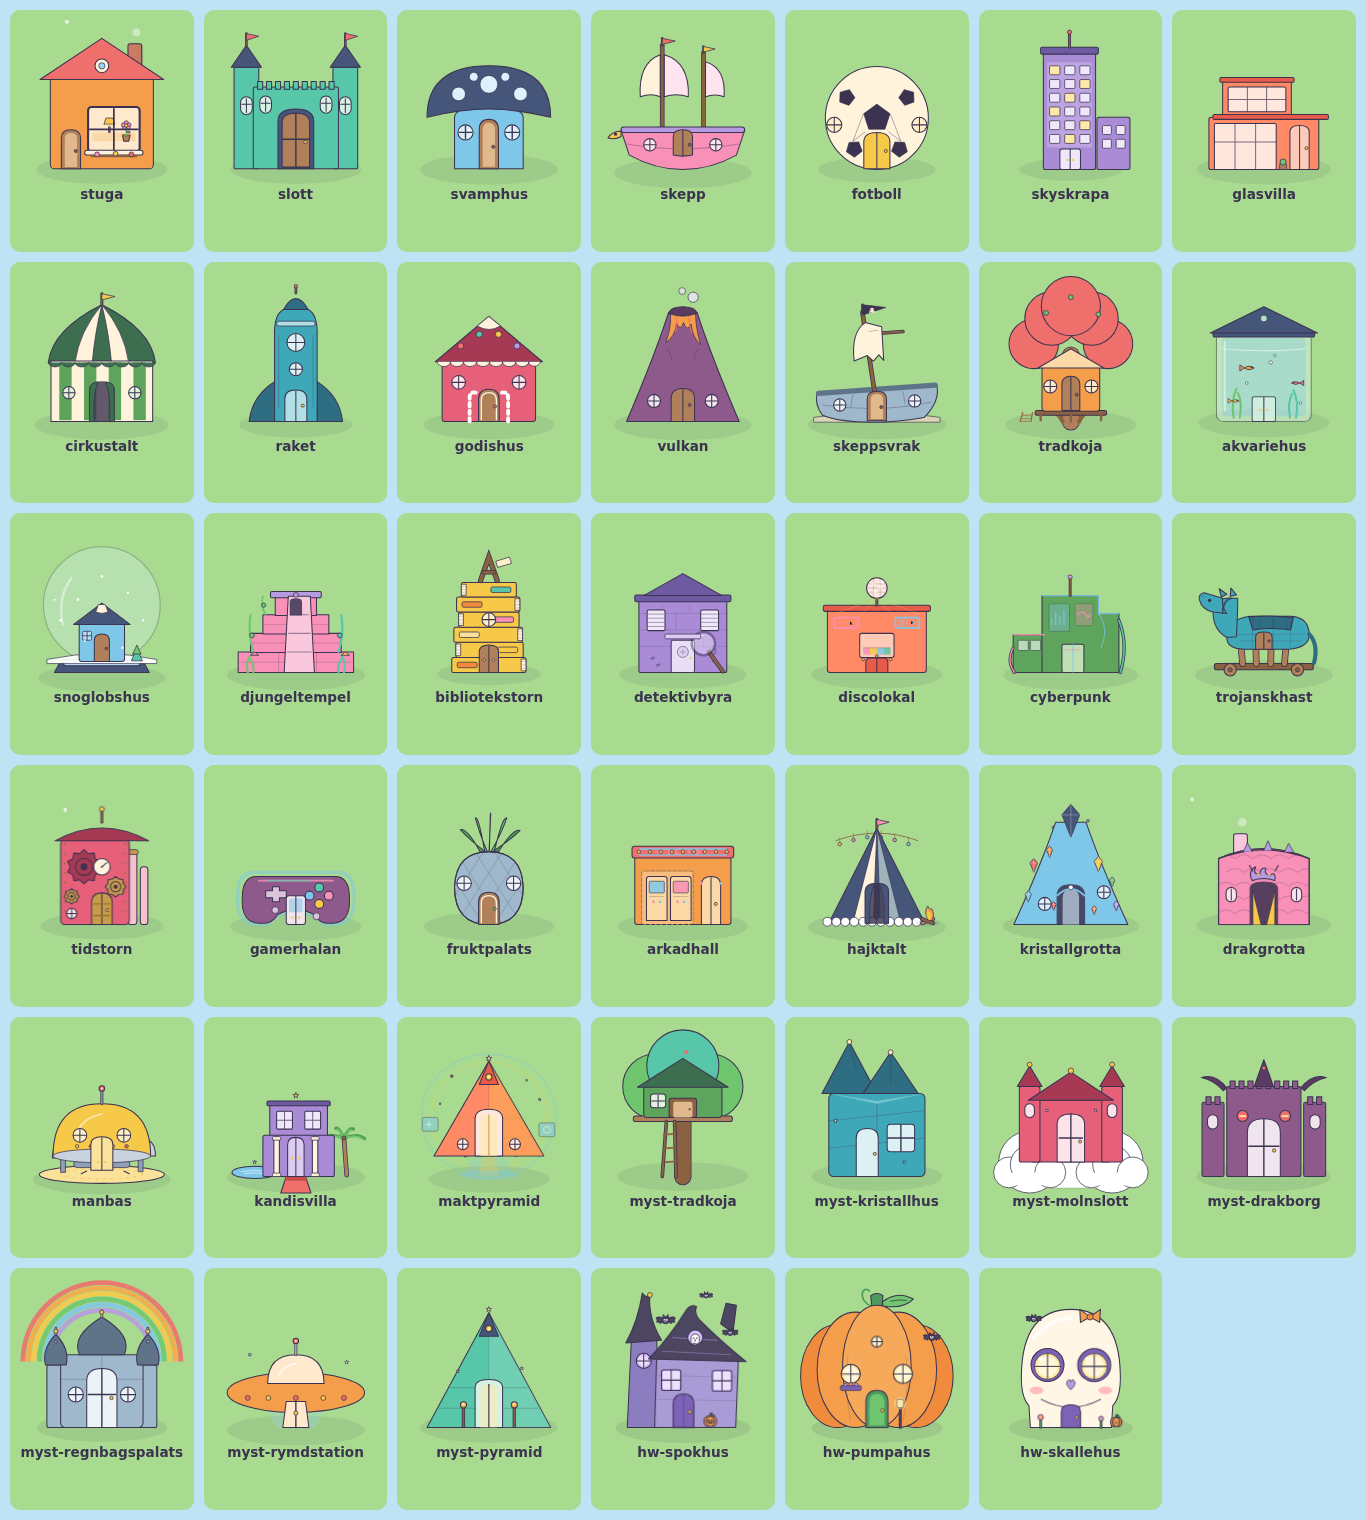 stuga
slott
svamphus
skepp
fotboll
skyskrapa
glasvilla
cirkustalt
raket
godishus
vulkan
skeppsvrak
tradkoja
akvariehus
snoglobshus
djungeltempel
bibliotekstorn
detektivbyra
discolokal
cyberpunk
trojanskhast
tidstorn
gamerhalan
fruktpalats
arkadhall
hajktalt
kristallgrotta
drakgrotta
manbas
kandisvilla
maktpyramid
myst-tradkoja
myst-kristallhus
myst-molnslott
myst-drakborg
myst-regnbagspalats
myst-rymdstation
myst-pyramid
hw-spokhus
hw-pumpahus
hw-skallehus